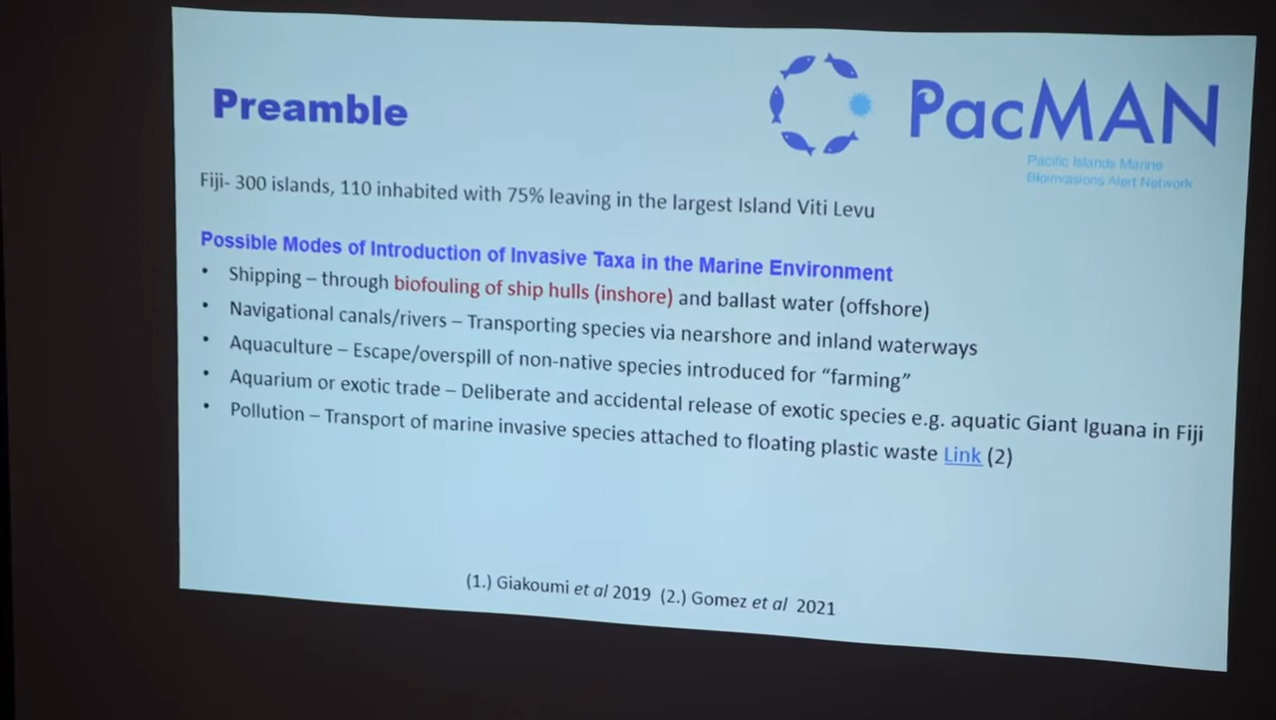 Preamble
PacMAN
Pacific Islands Marine
Bioinvasions Alert Network
Fiji- 300 islands, 110 inhabited with 75% leaving in the largest Island Viti Levu
Possible Modes of Introduction of Invasive Taxa in the Marine Environment
• Shipping – through biofouling of ship hulls (inshore) and ballast water (offshore)
• Navigational canals/rivers – Transporting species via nearshore and inland waterways
• Aquaculture – Escape/overspill of non-native species introduced for “farming”
• Aquarium or exotic trade – Deliberate and accidental release of exotic species e.g. aquatic Giant Iguana in Fiji
• Pollution – Transport of marine invasive species attached to floating plastic waste Link (2)
(1.) Giakoumi et al 2019 (2.) Gomez et al 2021